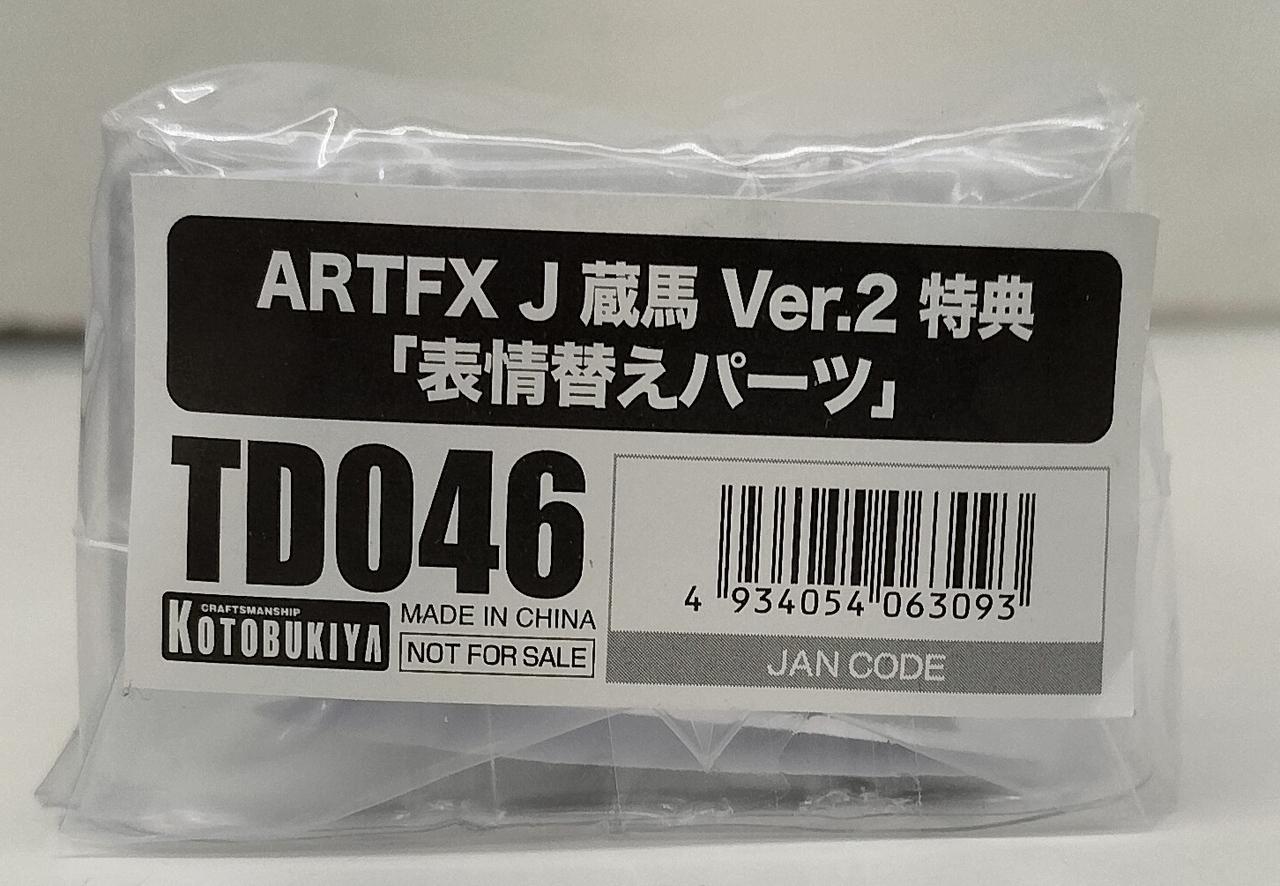 ARTFX J 蔵馬 Ver.2 特典
「表情替えパーツ」
TD046
CRAFTSMANSHIP
KOTOBUKIYA
MADE IN CHINA
NOT FOR SALE
4 934054 063093
JAN CODE